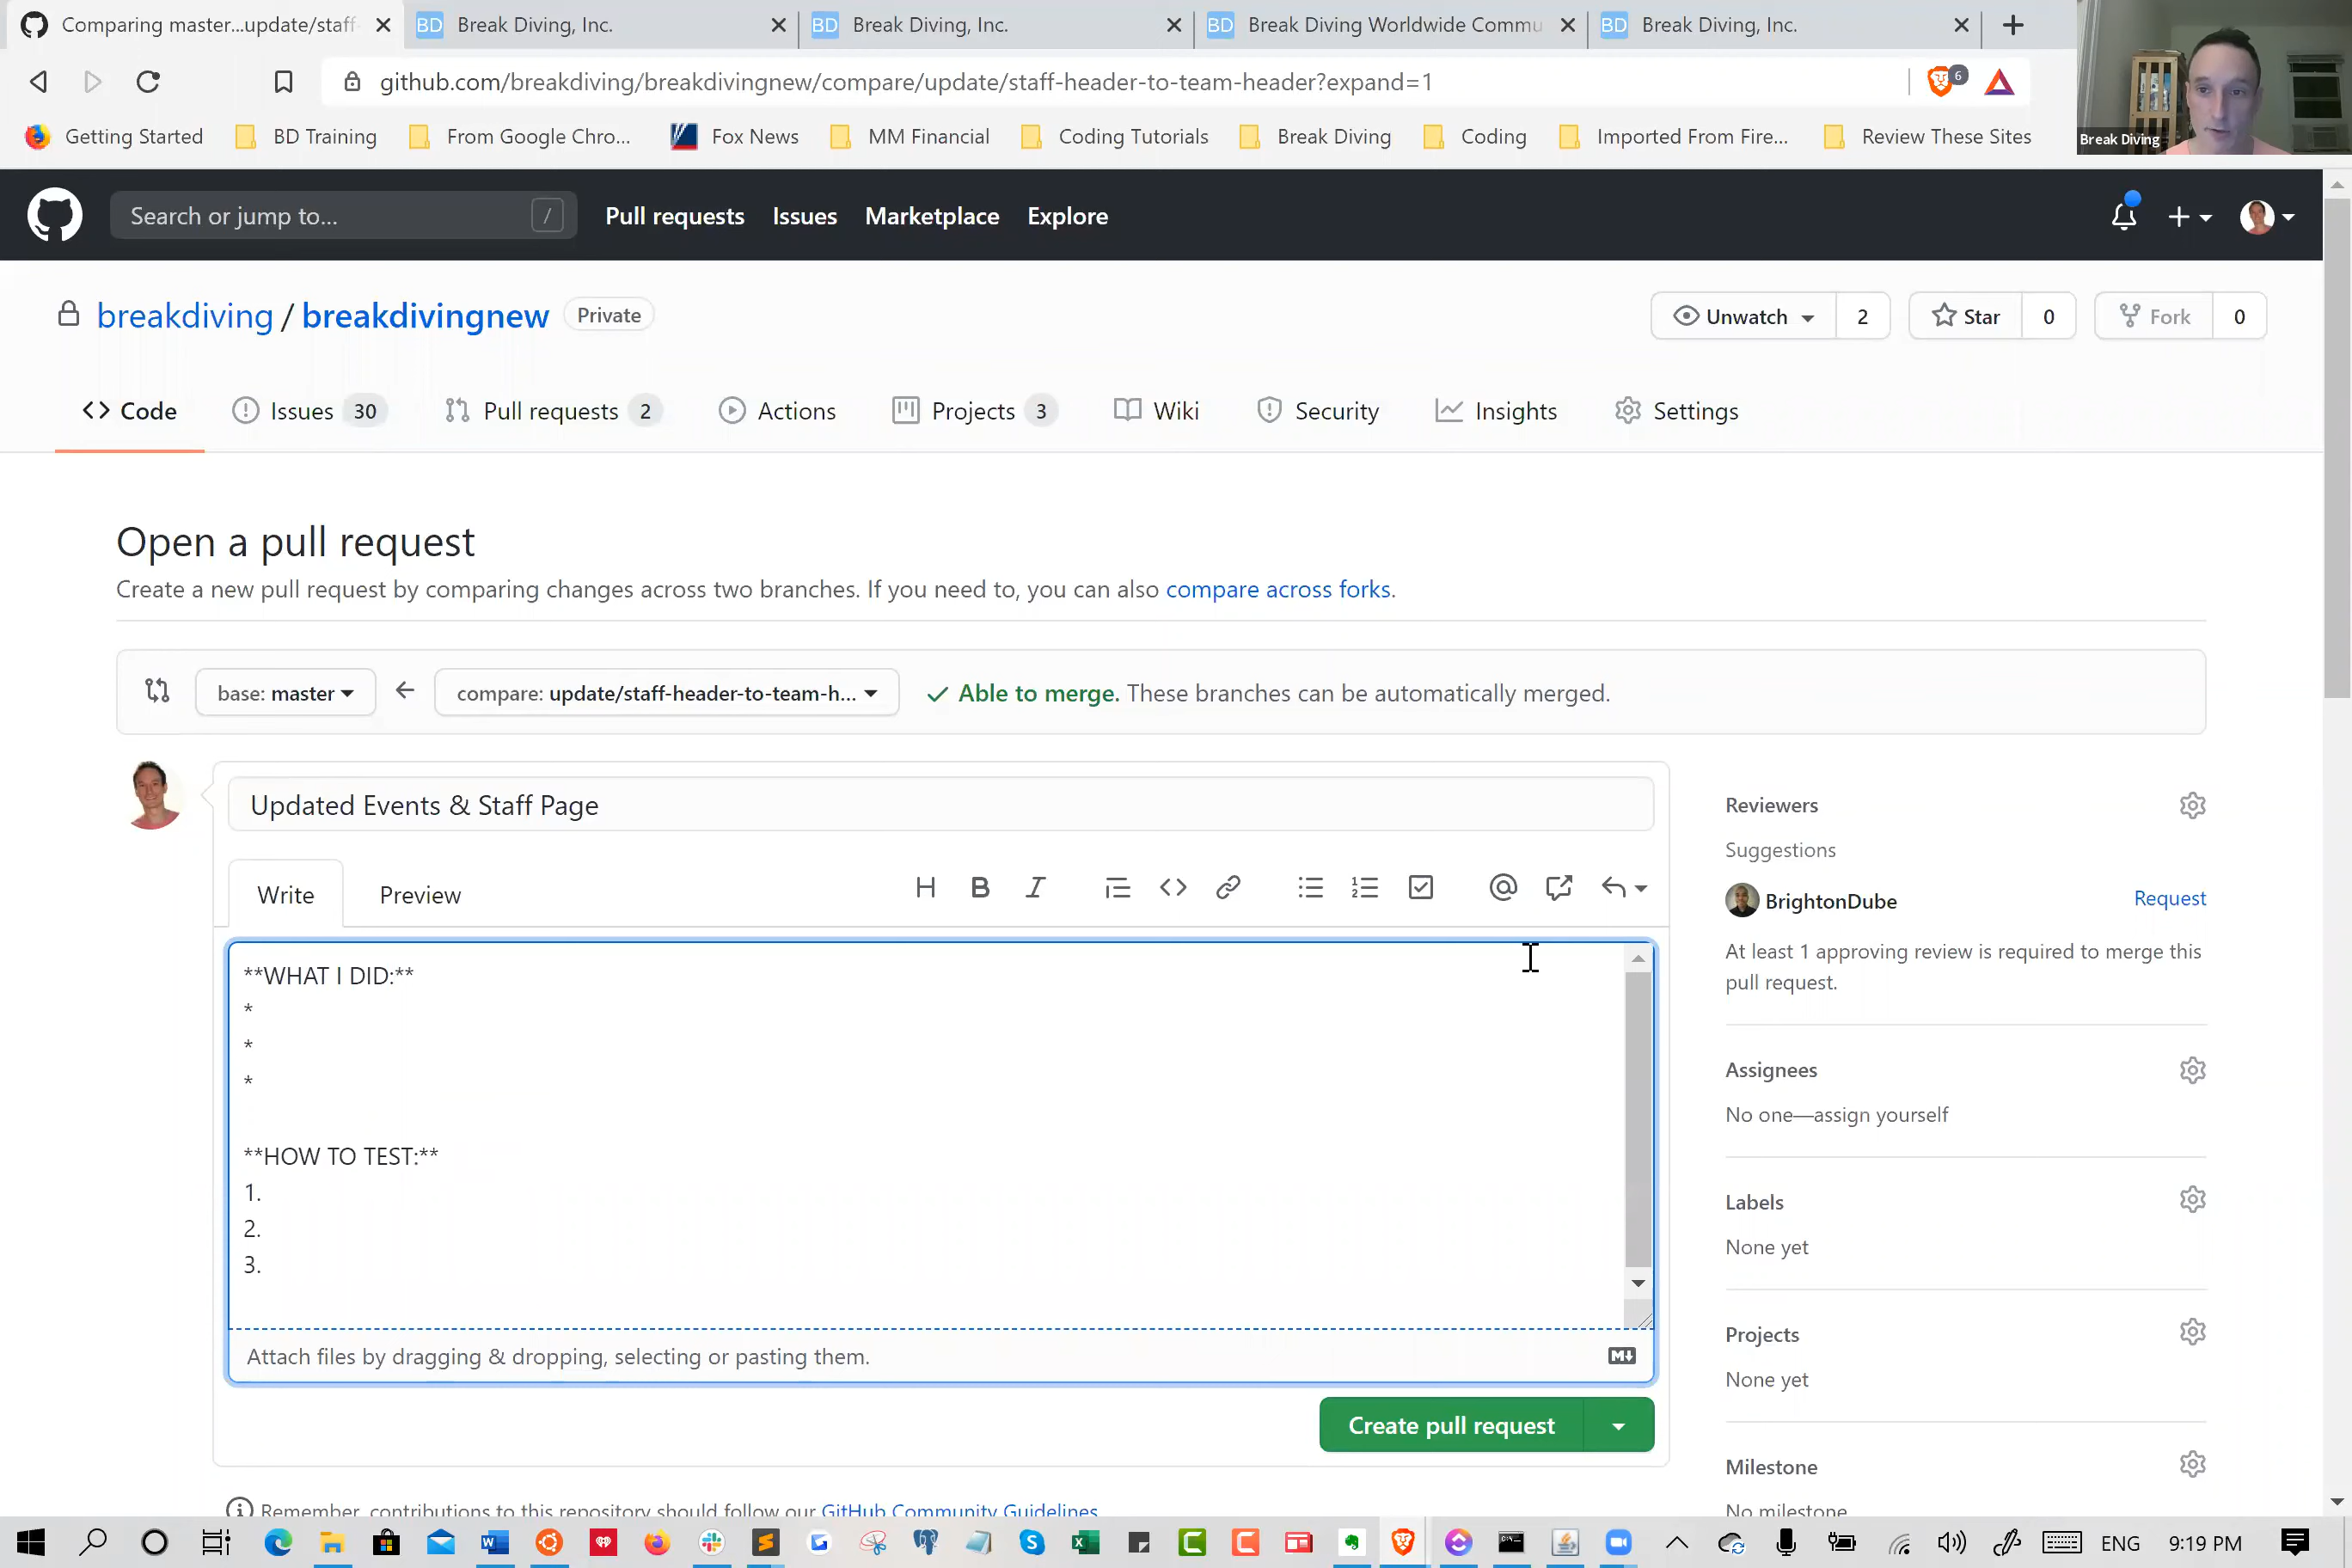 Comparing master...update/staff-
BD Break Diving, Inc.
BD Break Diving, Inc.
BD Break Diving Worldwide Commu
BD Break Diving, Inc.
github.com/breakdiving/breakdivingnew/compare/update/staff-header-to-team-header?expand=1
6
Getting Started
BD Training
From Google Chro...
Fox News
MM Financial
Coding Tutorials
Break Diving
Coding
Imported From Fire...
Review These Sites
Break Diving
Search or jump to...
/
Pull requests
Issues
Marketplace
Explore
breakdiving / breakdivingnew
Private
Unwatch 2
Star 0
Fork 0
Code
Issues 30
Pull requests 2
Actions
Projects 3
Wiki
Security
Insights
Settings
Open a pull request
Create a new pull request by comparing changes across two branches. If you need to, you can also compare across forks.
base: master
compare: update/staff-header-to-team-h...
Able to merge. These branches can be automatically merged.
Updated Events & Staff Page
Write
Preview
**WHAT I DID:**
*
*
*
**HOW TO TEST:**
1.
2.
3.
Attach files by dragging & dropping, selecting or pasting them.
Create pull request
Remember, contributions to this repository should follow our GitHub Community Guidelines.
Reviewers
Suggestions
BrightonDube
Request
At least 1 approving review is required to merge this
pull request.
Assignees
No one—assign yourself
Labels
None yet
Projects
None yet
Milestone
No milestone
ENG
9:19 PM